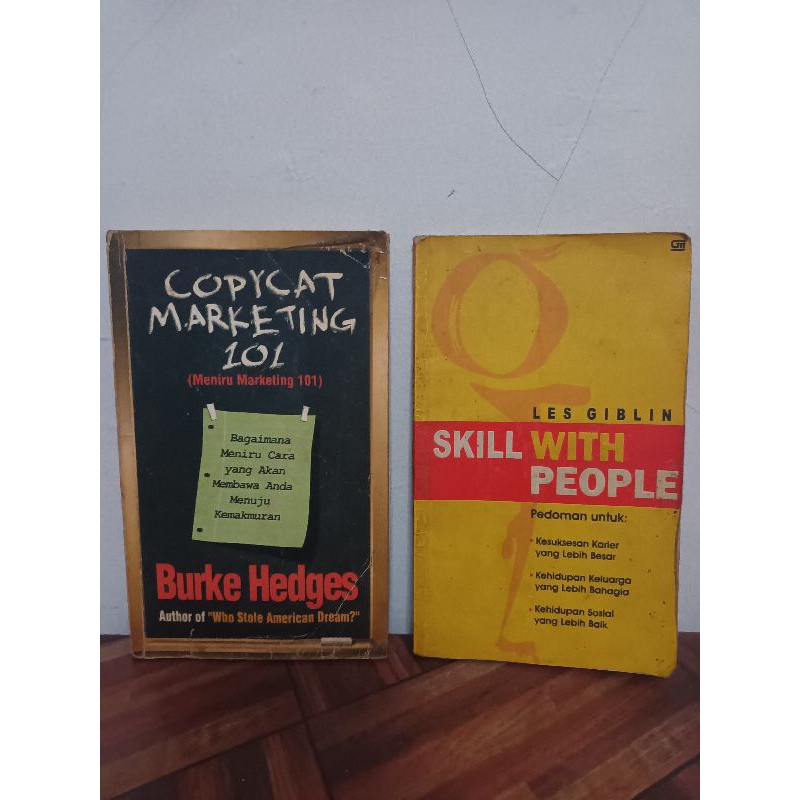 COPYCAT
MARKETING
101
(Meniru Marketing 101)
Bagaimana
Meniru Cara
yang Akan
Membawa Anda
Menuju
Kemakmuran
Burke Hedges
Author of "Who Stole American Dream?"
GM
LES GIBLIN
SKILL WITH
PEOPLE
Pedoman untuk:
• Kesuksesan Karier
yang Lebih Besar
• Kehidupan Keluarga
yang Lebih Bahagia
• Kehidupan Sosial
yang Lebih Baik